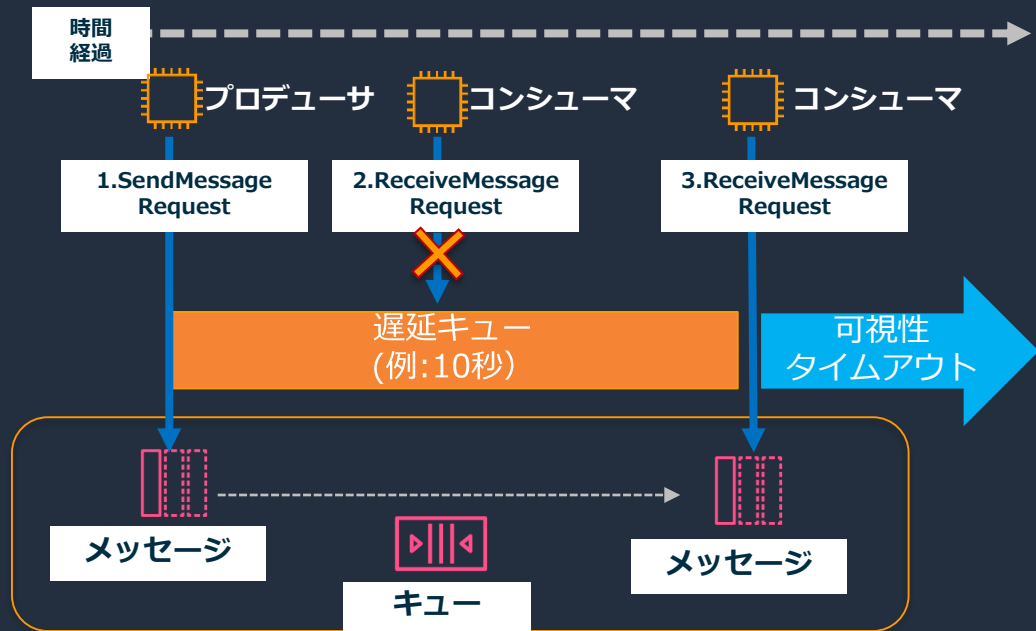 時間
経過
プロデューサ
コンシューマ
コンシューマ
1.SendMessage
Request
2.ReceiveMessage
Request
3.ReceiveMessage
Request
遅延キュー
(例:10秒）
可視性
タイムアウト
メッセージ
キュー
メッセージ